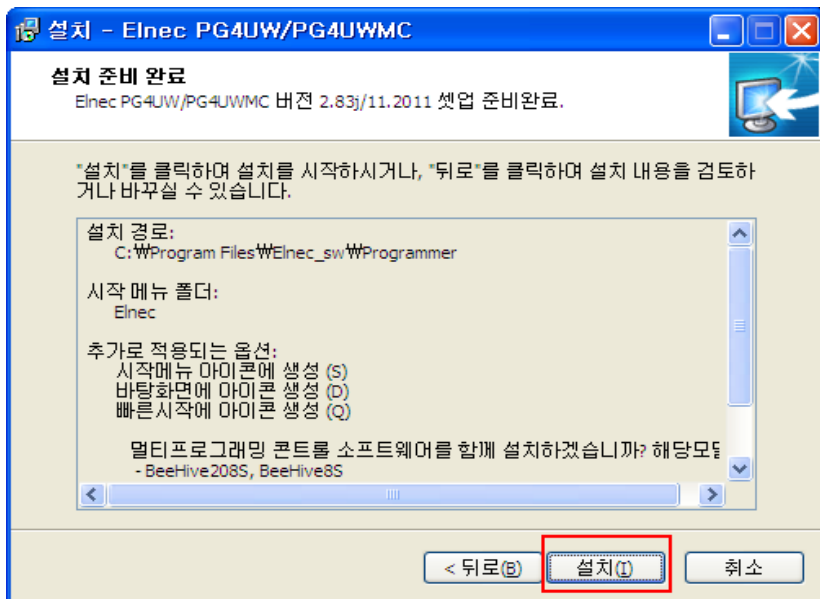 설치 - Elnec PG4UW/PG4UWMC
설치 준비 완료
Elnec PG4UW/PG4UWMC 버전 2.83j/11.2011 셋업 준비완료.
"설치"를 클릭하여 설치를 시작하시거나, "뒤로"를 클릭하여 설치 내용을 검토하
거나 바꾸실 수 있습니다.
설치 경로:
C:₩Program Files₩Elnec_sw₩Programmer
시작 메뉴 폴더:
Elnec
추가로 적용되는 옵션:
시작메뉴 아이콘에 생성 (S)
바탕화면에 아이콘 생성 (D)
빠른시작에 아이콘 생성 (Q)
멀티프로그래밍 콘트롤 소프트웨어를 함께 설치하겠습니까? 해당모델
- BeeHive208S, BeeHive8S
< 뒤로(B) 설치(I) 취소